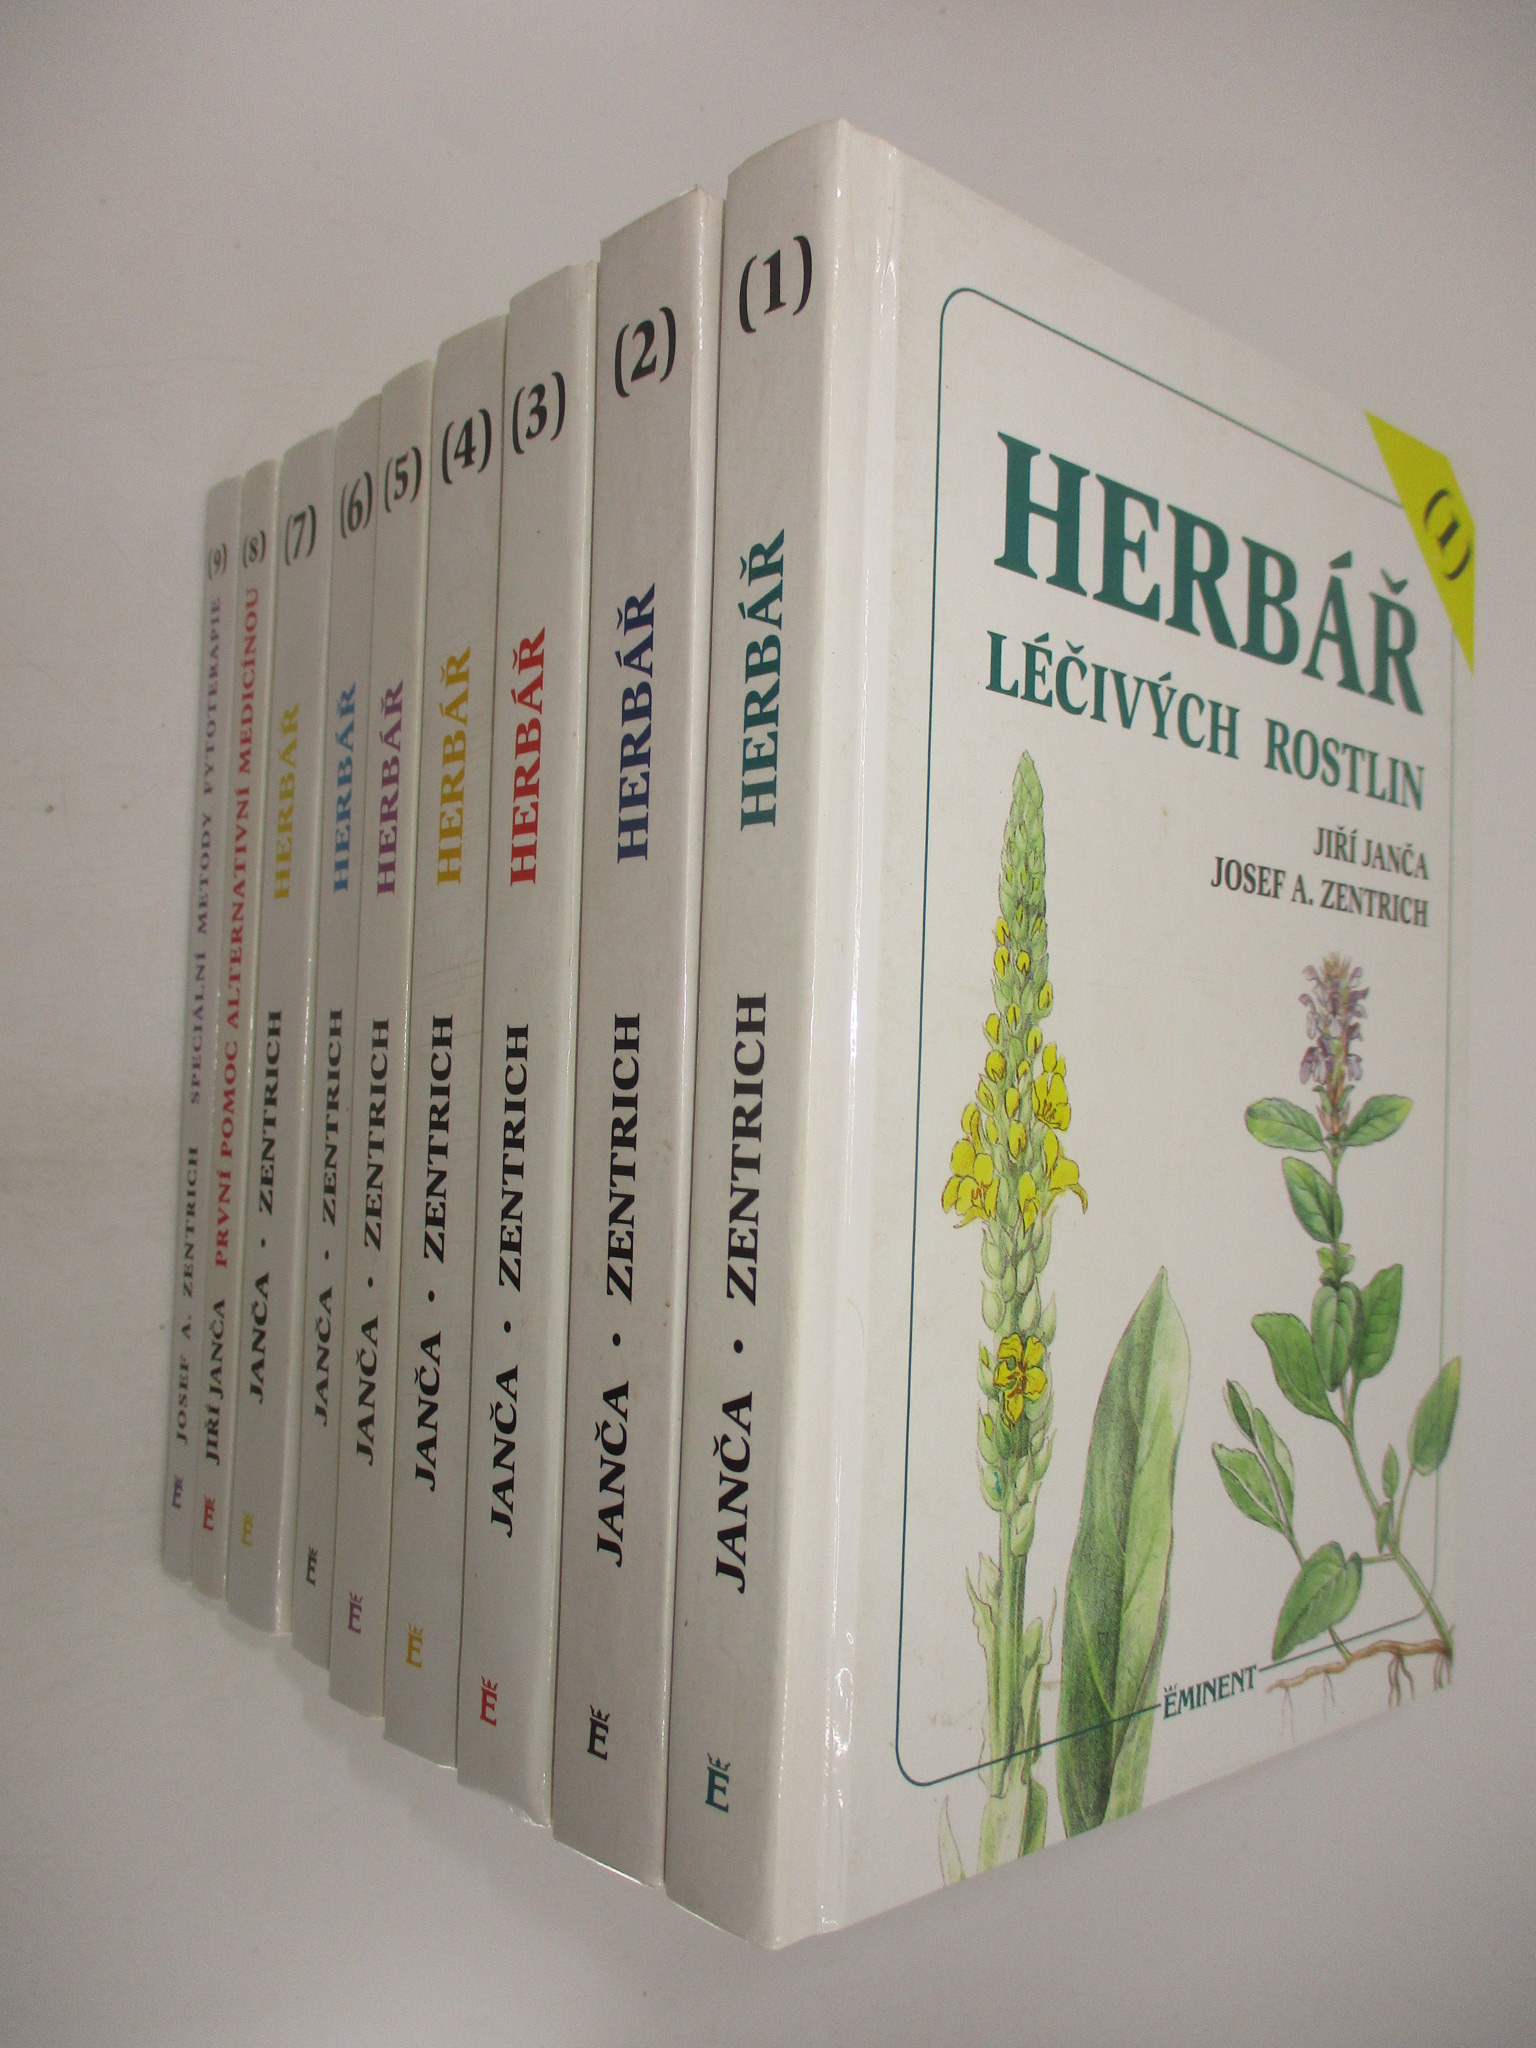 (1)
HERBÁŘ
LÉČIVÝCH ROSTLIN
JIŘÍ JANČA
JOSEF A. ZENTRICH
EMINENT
JANČA • ZENTRICH HERBÁŘ (1)
JANČA • ZENTRICH HERBÁŘ (2)
JANČA • ZENTRICH HERBÁŘ (3)
JANČA • ZENTRICH HERBÁŘ (4)
JANČA • ZENTRICH HERBÁŘ (5)
JANČA • ZENTRICH HERBÁŘ (6)
JANČA • ZENTRICH HERBÁŘ (7)
JIŘÍ JANČA PRVNÍ POMOC ALTERNATIVNÍ MEDICÍNOU (8)
JOSEF A. ZENTRICH SPECIÁLNÍ METODY FYTOTERAPIE (9)